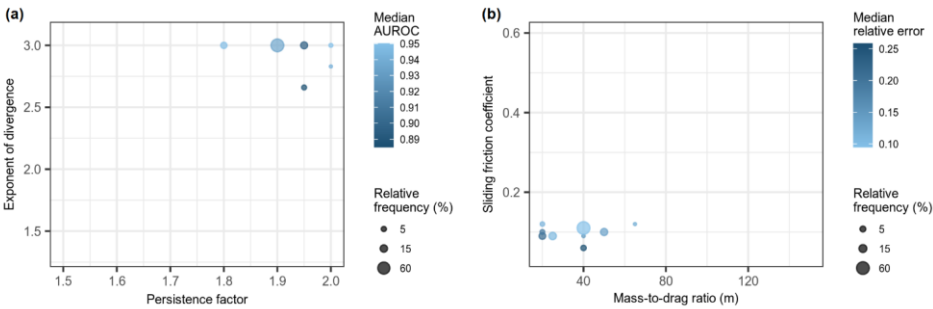 (a)
3.0
2.5
2.0
1.5
Exponent of divergence
1.5 1.6 1.7 1.8 1.9 2.0
Persistence factor
Median
AUROC
0.95
0.94
0.93
0.92
0.91
0.90
0.89
Relative
frequency (%)
5
15
60
(b)
0.6
0.4
0.2
Sliding friction coefficient
40 80 120
Mass-to-drag ratio (m)
Median
relative error
0.25
0.20
0.15
0.10
Relative
frequency (%)
5
15
60